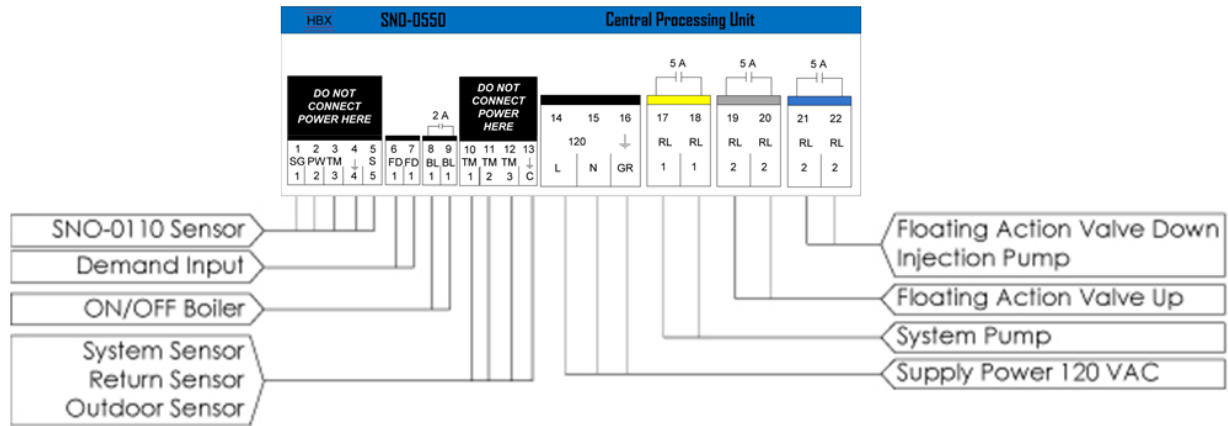 HBX SNO-0550 Central Processing Unit
5 A 5 A 5 A
DO NOT
CONNECT
POWER HERE
DO NOT
CONNECT
POWER
HERE
2 A
1 2 3 4 5 6 7 8 9 10 11 12 13
SG PW TM ⏚ S FD FD BL BL TM TM TM ⏚
1 2 3 4 5 1 1 1 1 1 2 3 C
14 15 16 17 18 19 20 21 22
120 ⏚ RL RL RL RL RL RL
L N GR 1 1 2 2 2 2
SNO-0110 Sensor
Demand Input
ON/OFF Boiler
System Sensor
Return Sensor
Outdoor Sensor
Floating Action Valve Down
Injection Pump
Floating Action Valve Up
System Pump
Supply Power 120 VAC